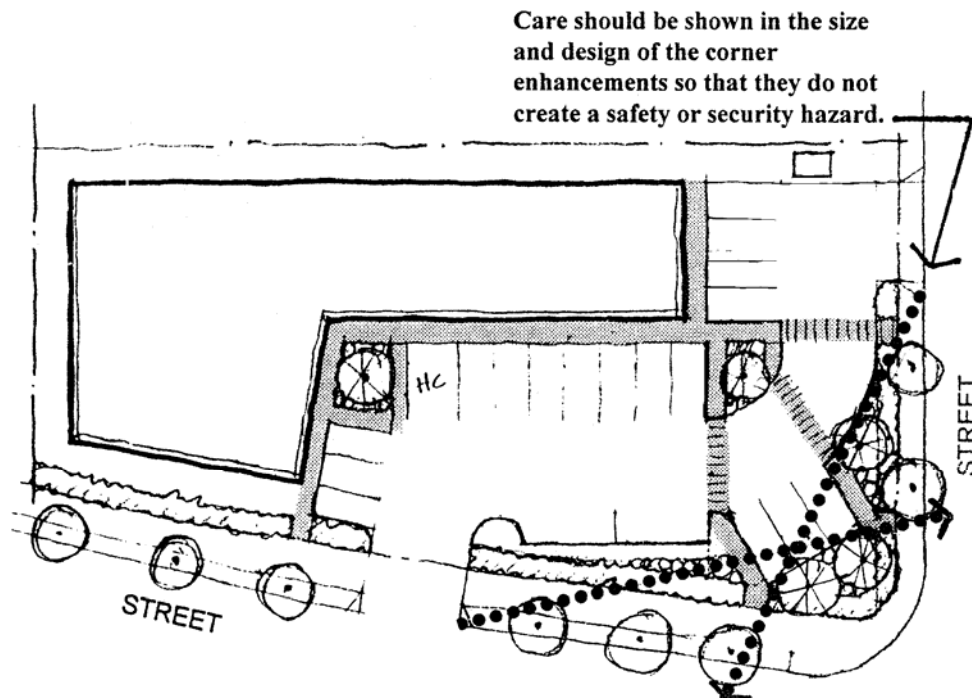 Care should be shown in the size
and design of the corner
enhancements so that they do not
create a safety or security hazard.
HC
STREET
STREET